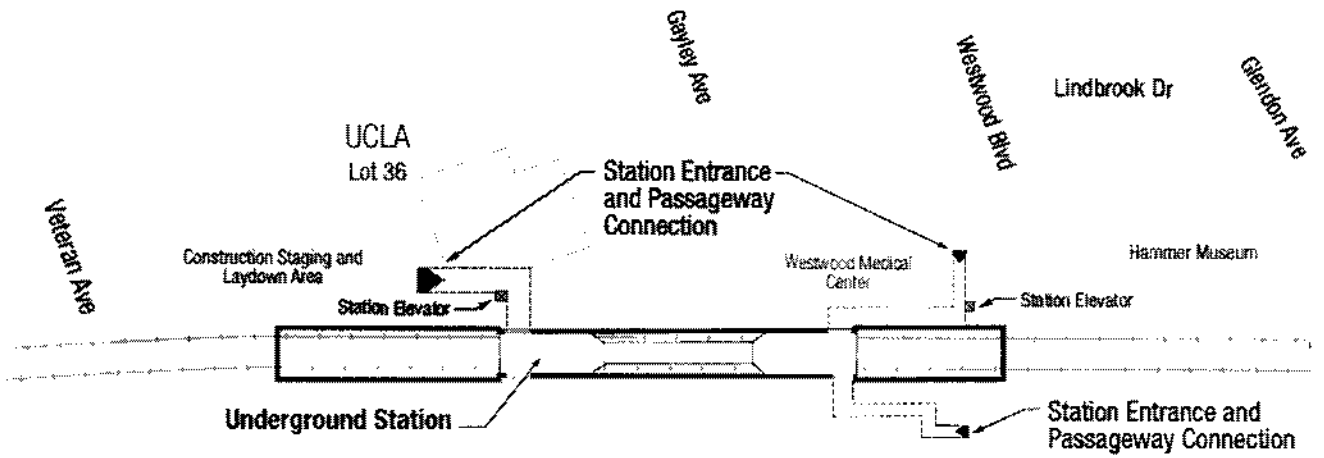 Gayley Ave
Westwood Blvd
Lindbrook Dr
Glendon Ave
UCLA
Lot 36
Station Entrance
and Passageway
Connection
Veteran Ave
Construction Staging and
Laydown Area
Westwood Medical
Center
Hammer Museum
Station Elevator
Station Elevator
Underground Station
Station Entrance and
Passageway Connection